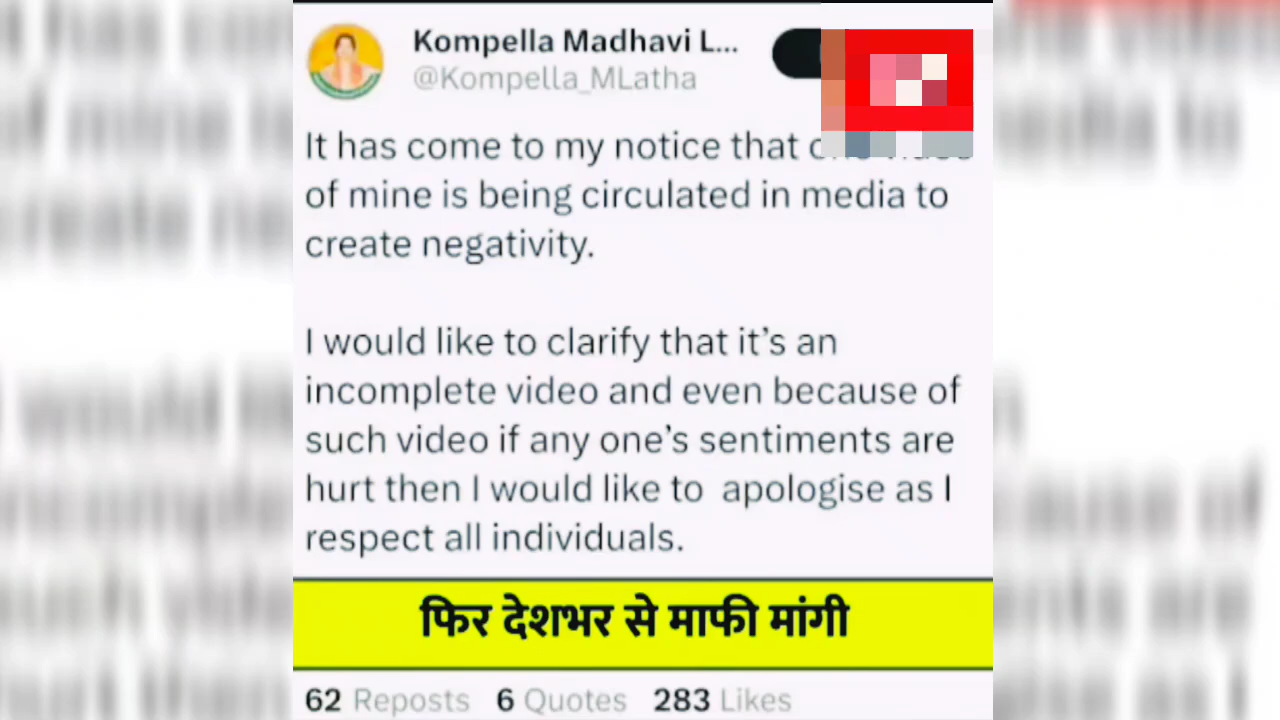 Kompella Madhavi L...
@Kompella_MLatha
It has come to my notice that
of mine is being circulated in media to
create negativity.
I would like to clarify that it's an
incomplete video and even because of
such video if any one's sentiments are
hurt then I would like to  apologise as I
respect all individuals.
फिर देशभर से माफी मांगी
62 Reposts 6 Quotes 283 Likes